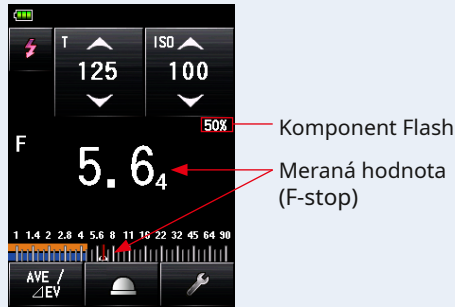 T
ISO
125
100
50%
Komponent Flash
F
5.6 4
Meraná hodnota
(F-stop)
1 1.4 2 2.8 4 5.6 8 11 16 22 32 45 64 90
AVE /
⊿EV